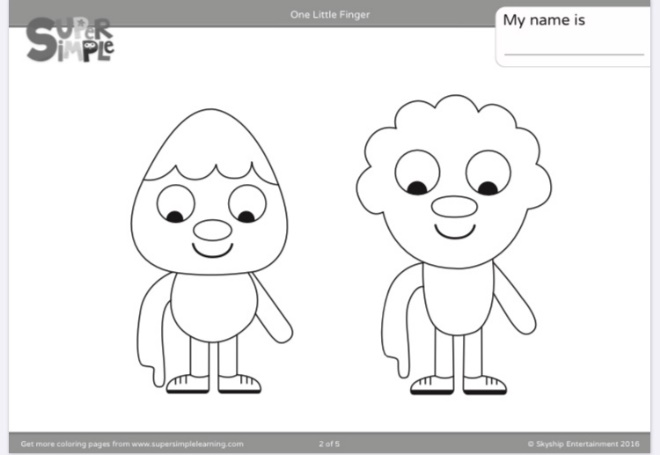 One Little Finger
SUPER
SIMPLE
My name is
Get more coloring pages from www.supersimplelearning.com
2 of 5
© Skyship Entertainment 2016